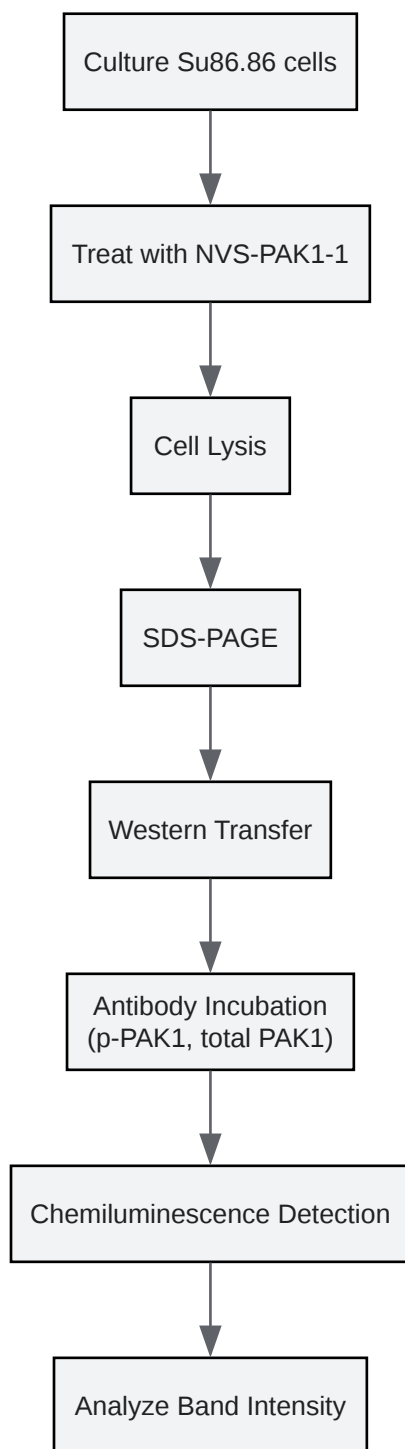 Culture Su86.86 cells
Treat with NVS-PAK1-1
Cell Lysis
SDS-PAGE
Western Transfer
Antibody Incubation
(p-PAK1, total PAK1)
Chemiluminescence Detection
Analyze Band Intensity